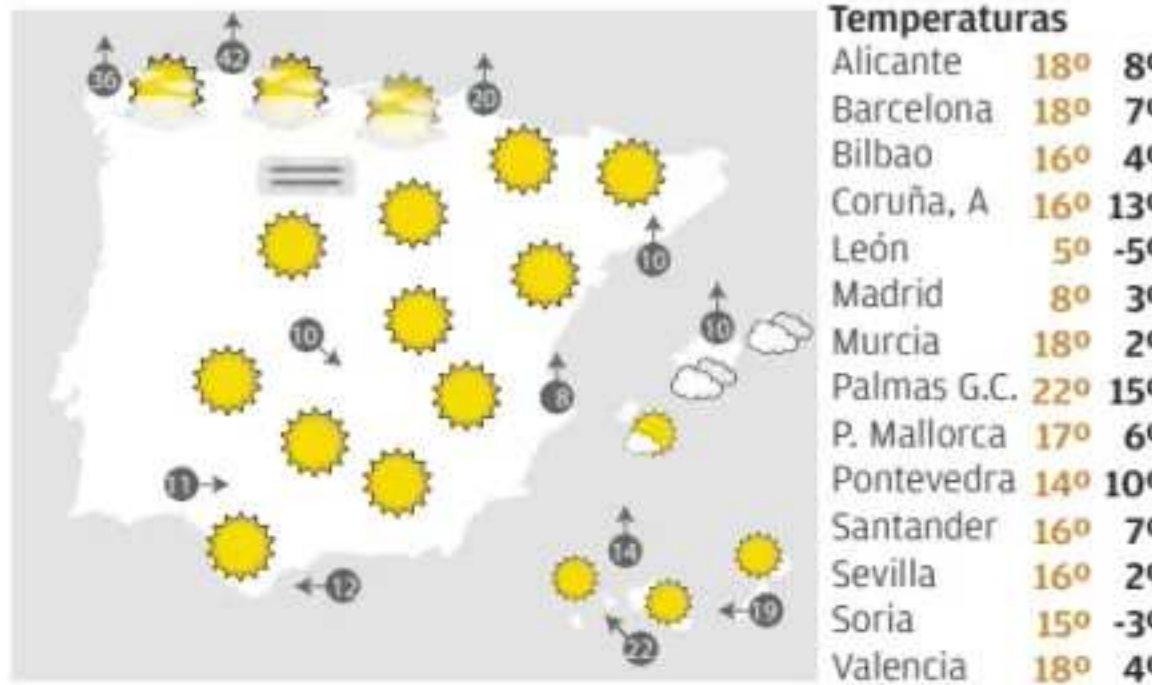 36
42
20
10
10
10
8
11
12
14
19
22
Temperaturas
Alicante 18º 8º
Barcelona 18º 7º
Bilbao 16º 4º
Coruña, A 16º 13º
León 5º -5º
Madrid 8º 3º
Murcia 18º 2º
Palmas G.C. 22º 15º
P. Mallorca 17º 6º
Pontevedra 14º 10º
Santander 16º 7º
Sevilla 16º 2º
Soria 15º -3º
Valencia 18º 4º